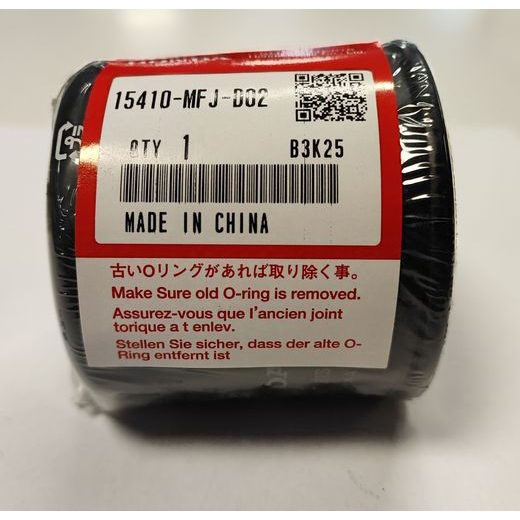 15410-MFJ-D02
QTY 1 B3K25
MADE IN CHINA
古いOリングがあれば取り除く事。
Make Sure old O-ring is removed.
Assurez-vous que l'ancien joint
torique a t enlev.
Stellen Sie sicher, dass der alte O-
Ring entfernt ist